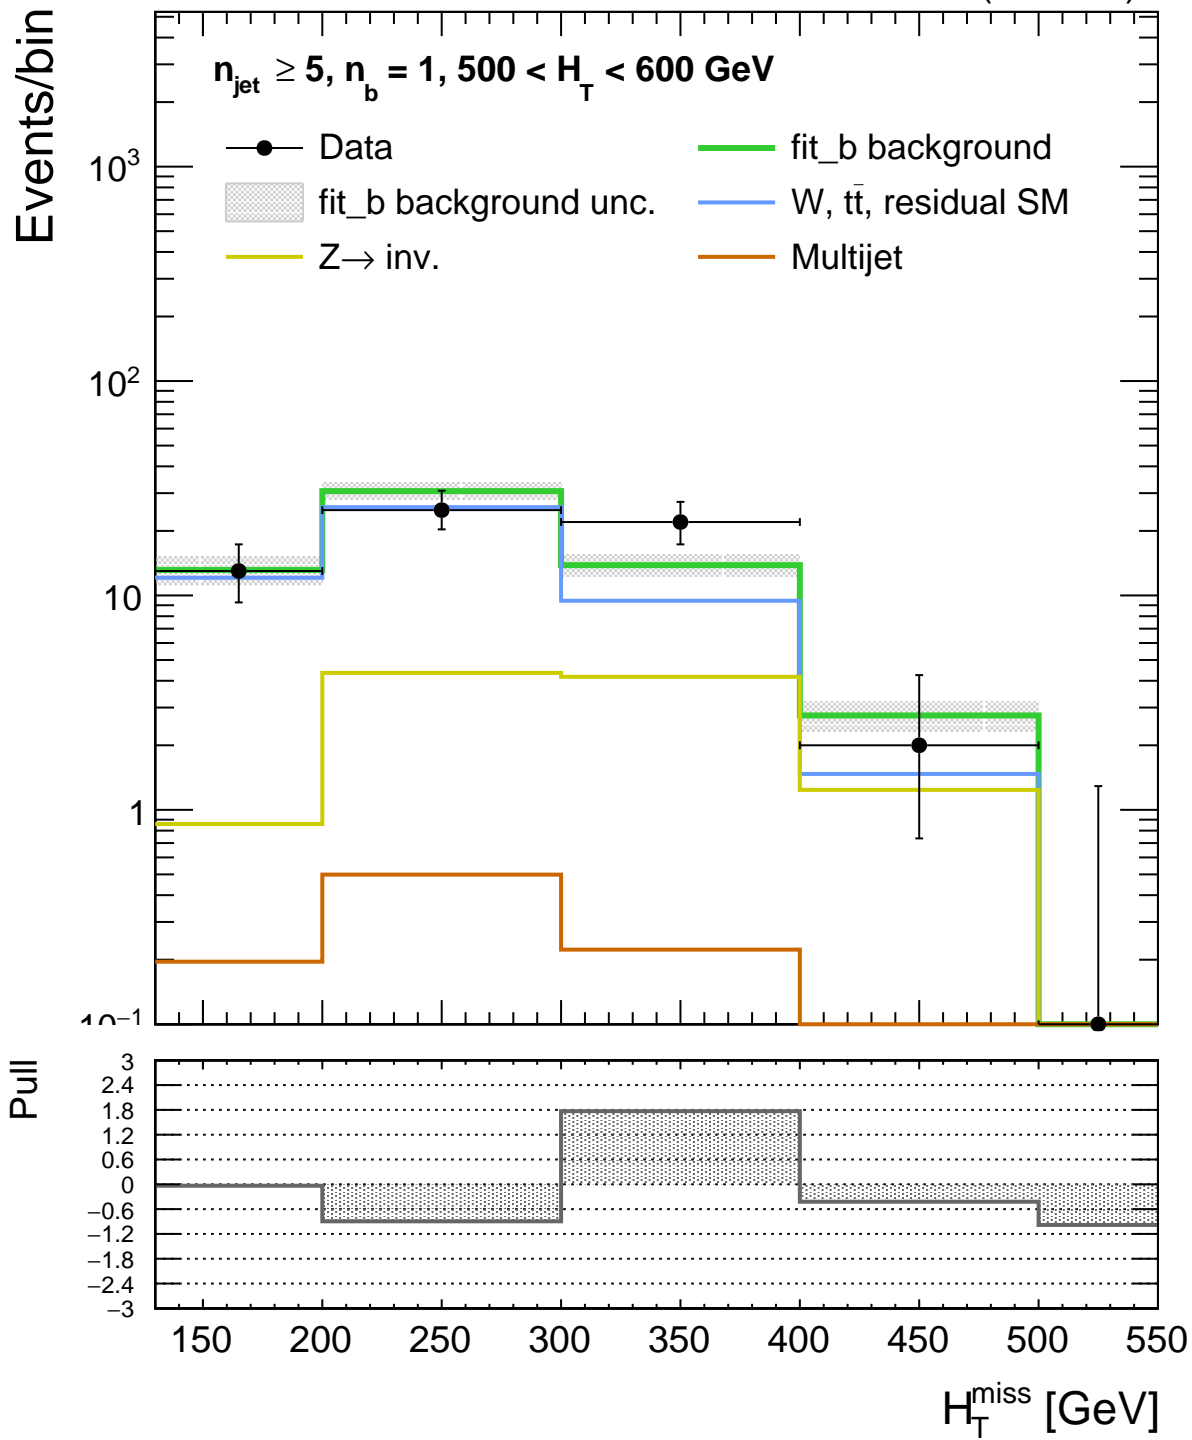 Events/bin
n_jet ≥ 5, n_b = 1, 500 < H_T < 600 GeV
Data
fit_b background
fit_b background unc.
W, tt̄, residual SM
Z→ inv.
Multijet
10³
10²
10
1
10⁻¹
Pull
3
2.4
1.8
1.2
0.6
0
−0.6
−1.2
−1.8
−2.4
−3
150 200 250 300 350 400 450 500 550
H_T^miss [GeV]